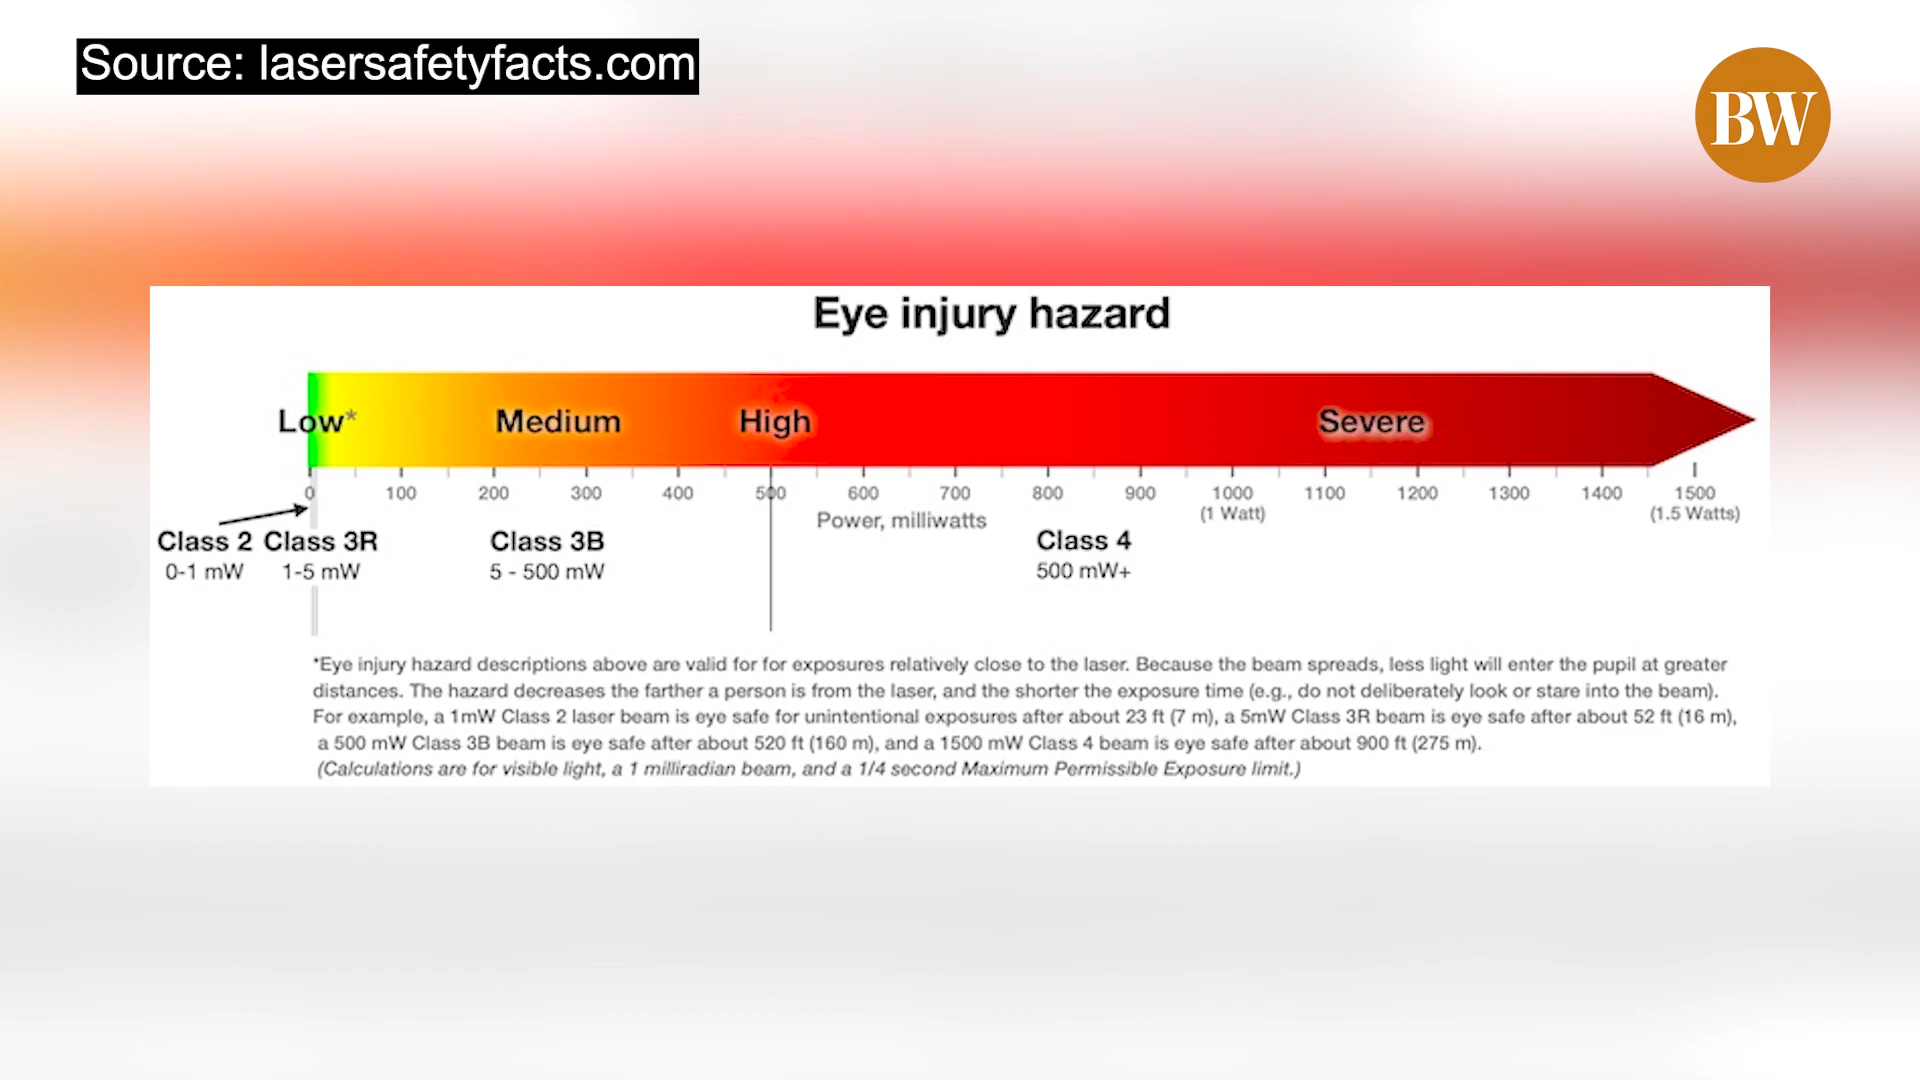 Source: lasersafetyfacts.com
BW
Eye injury hazard
Low* Medium High Severe
0 100 200 300 400 500 600 700 800 900 1000 1100 1200 1300 1400 1500
Power, milliwatts (1 Watt) (1.5 Watts)
Class 2 Class 3R Class 3B Class 4
0-1 mW 1-5 mW 5 - 500 mW 500 mW+
*Eye injury hazard descriptions above are valid for for exposures relatively close to the laser. Because the beam spreads, less light will enter the pupil at greater
distances. The hazard decreases the farther a person is from the laser, and the shorter the exposure time (e.g., do not deliberately look or stare into the beam).
For example, a 1mW Class 2 laser beam is eye safe for unintentional exposures after about 23 ft (7 m), a 5mW Class 3R beam is eye safe after about 52 ft (16 m),
a 500 mW Class 3B beam is eye safe after about 520 ft (160 m), and a 1500 mW Class 4 beam is eye safe after about 900 ft (275 m).
(Calculations are for visible light, a 1 milliradian beam, and a 1/4 second Maximum Permissible Exposure limit.)